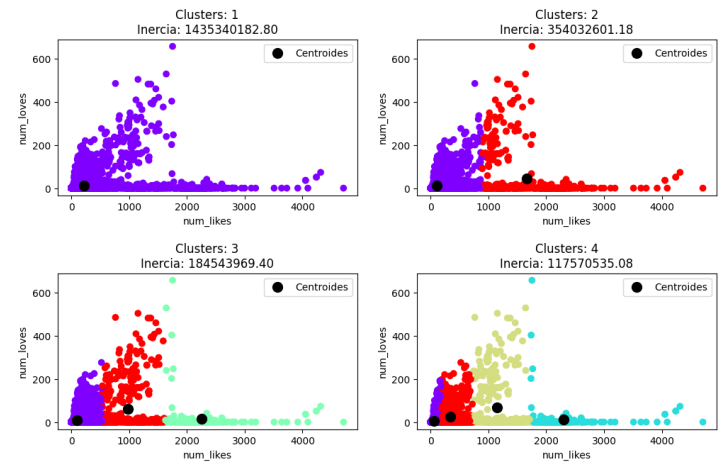 Clusters: 1
Inercia: 1435340182.80
Centroides
num_loves
600
400
200
0
0 1000 2000 3000 4000
num_likes
Clusters: 2
Inercia: 354032601.18
Centroides
num_loves
600
400
200
0
0 1000 2000 3000 4000
num_likes
Clusters: 3
Inercia: 184543969.40
Centroides
num_loves
600
400
200
0
0 1000 2000 3000 4000
num_likes
Clusters: 4
Inercia: 117570535.08
Centroides
num_loves
600
400
200
0
0 1000 2000 3000 4000
num_likes